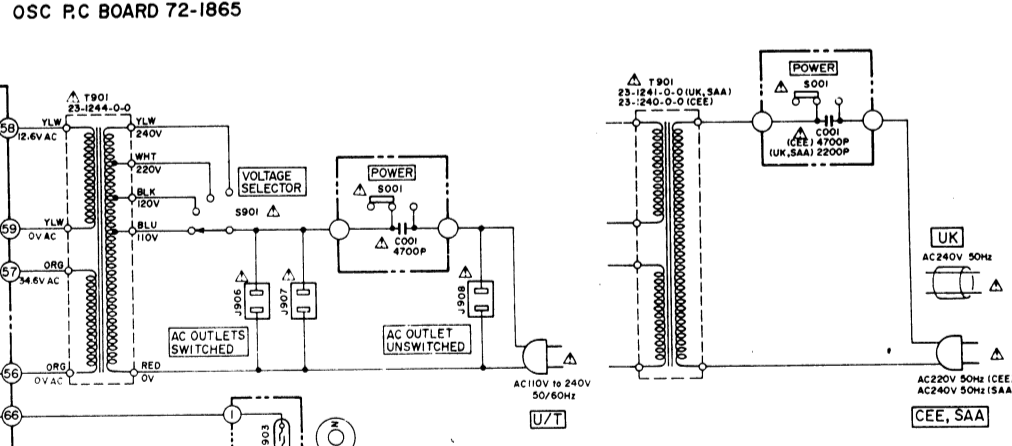 OSC P.C BOARD 72-1865
T901
23-1244-0-0
58
YLW
12.6V AC
YLW
240V
WHT
220V
BLK
120V
BLU
110V
VOLTAGE
SELECTOR
S901
59
YLW
0V AC
57
ORG
34.6V AC
56
ORG
0V AC
RED
0V
66
POWER
S001
C001
4700P
J906
J907
J908
AC OUTLETS
SWITCHED
AC OUTLET
UNSWITCHED
AC110V to 240V
50/60Hz
U/T
1
903
N
T901
23-1241-0-0 (UK, SAA)
23-1240-0-0 (CEE)
POWER
S001
C001
(CEE) 4700P
(UK, SAA) 2200P
UK
AC240V 50Hz
AC220V 50Hz (CEE
AC240V 50Hz (SAA
CEE, SAA